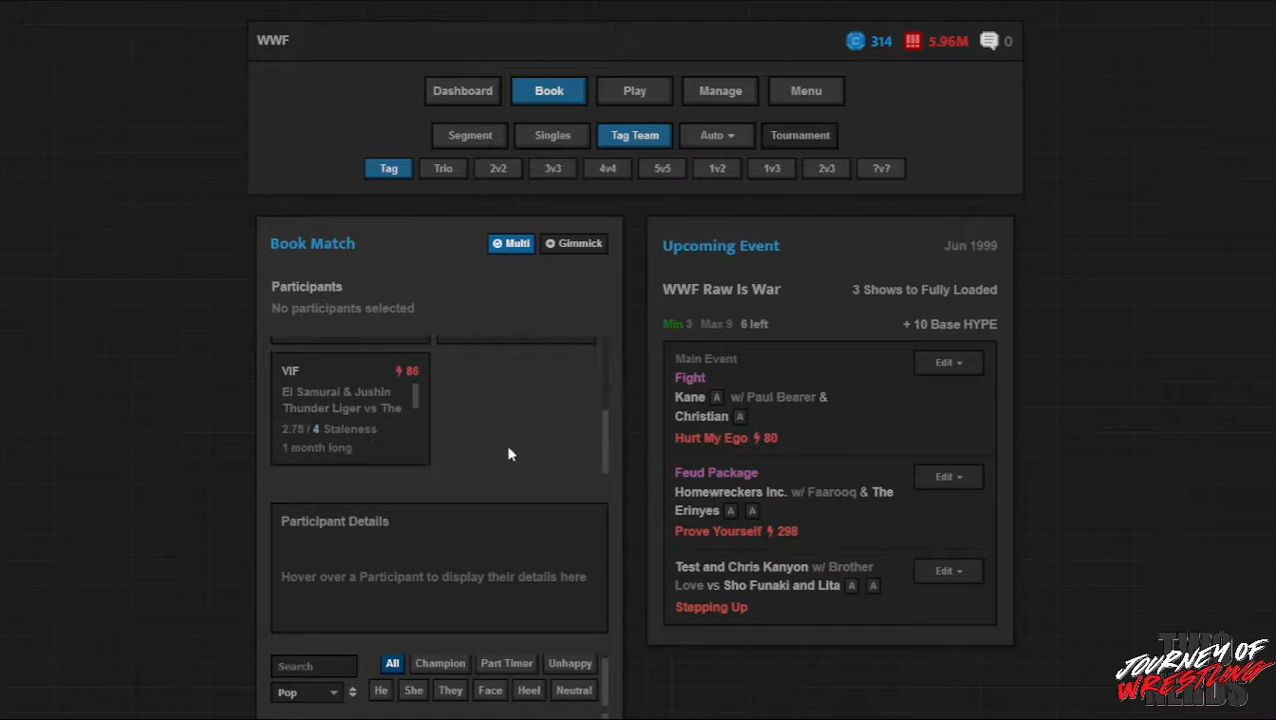 WWF
314
5.96M
0
Dashboard
Book
Play
Manage
Menu
Segment
Singles
Tag Team
Auto
Tournament
Tag
Trio
2v2
3v3
4v4
5v5
1v2
1v3
2v3
?v?
Book Match
Multi
Gimmick
Participants
No participants selected
VIF
86
El Samurai & Jushin
Thunder Liger vs The
2.75 / 4 Staleness
1 month long
Participant Details
Hover over a Participant to display their details here
Search
All
Champion
Part Timer
Unhappy
Pop
He
She
They
Face
Heel
Neutral
Upcoming Event
Jun 1999
WWF Raw Is War
3 Shows to Fully Loaded
Min 3 Max 9 6 left
+ 10 Base HYPE
Main Event
Edit
Fight
Kane A w/ Paul Bearer &
Christian A
Hurt My Ego 80
Feud Package
Edit
Homewreckers Inc. w/ Faarooq & The
Erinyes A A
Prove Yourself 298
Test and Chris Kanyon w/ Brother
Edit
Love vs Sho Funaki and Lita A A
Stepping Up
THIS
JOURNEY OF
WRESTLING
NERDS